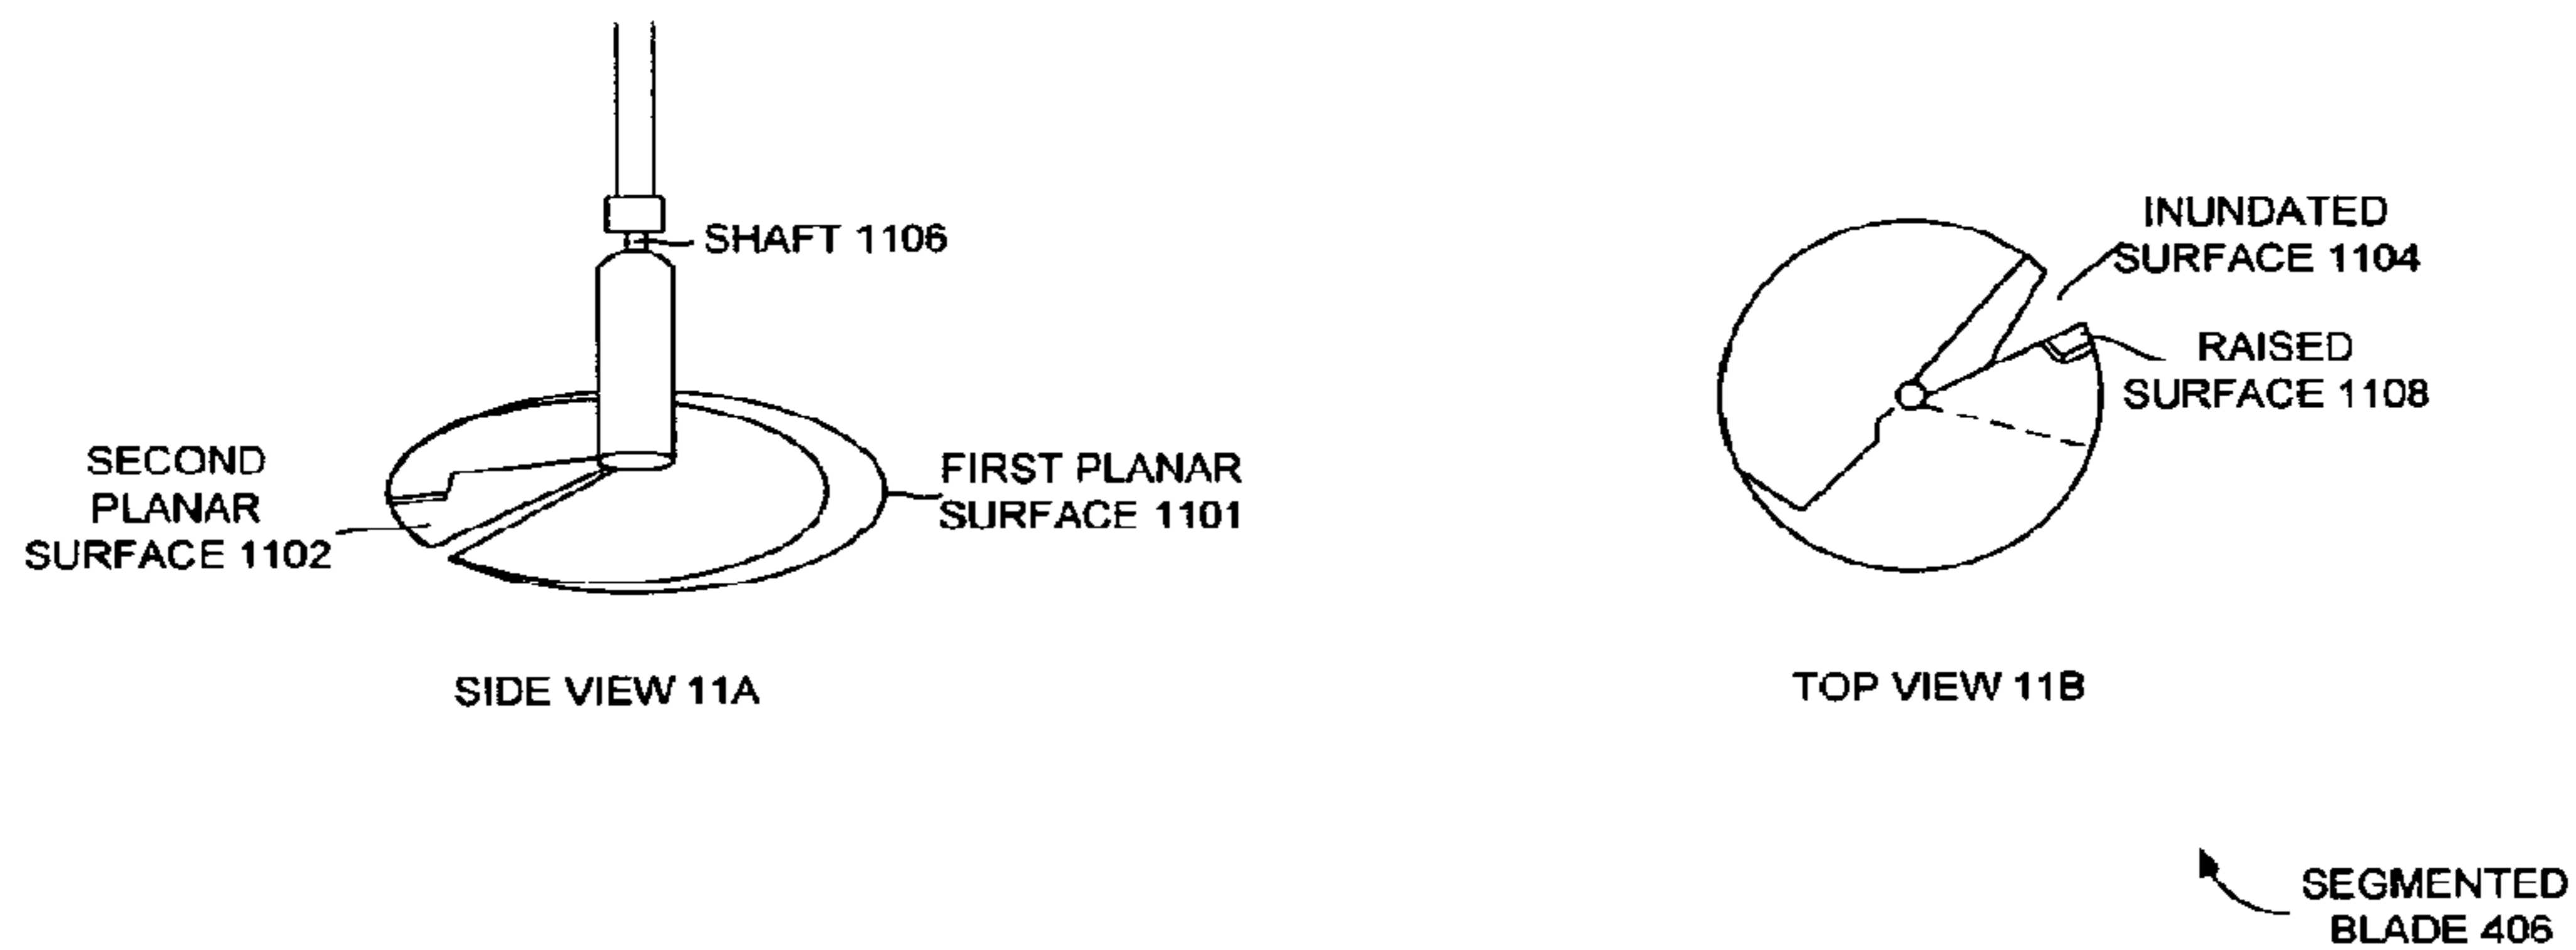 SHAFT 1106
SECOND
PLANAR
SURFACE 1102
FIRST PLANAR
SURFACE 1101
SIDE VIEW 11A
INUNDATED
SURFACE 1104
RAISED
SURFACE 1108
TOP VIEW 11B
SEGMENTED
BLADE 406